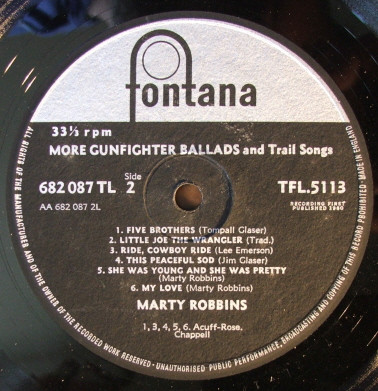 fontana
33⅓ rpm
MORE GUNFIGHTER BALLADS and Trail Songs
682 087 TL
Side
2
TFL.5113
AA 682 087 2L
RECORDING FIRST
PUBLISHED 1960
1. FIVE BROTHERS (Tompall Glaser)
2. LITTLE JOE THE WRANGLER (Trad.)
3. RIDE, COWBOY RIDE (Lee Emerson)
4. THIS PEACEFUL SOD (Jim Glaser)
5. SHE WAS YOUNG AND SHE WAS PRETTY
(Marty Robbins)
6. MY LOVE (Marty Robbins)
MARTY ROBBINS
1, 3, 4, 5, 6. Acuff-Rose.
Chappell
ALL RIGHTS OF THE MANUFACTURERS AND OF THE OWNER OF THE RECORDED WORK RESERVED - UNAUTHORISED PUBLIC PERFORMANCE, BROADCASTING AND COPYING OF THIS RECORD PROHIBITED · MADE IN ENGLAND